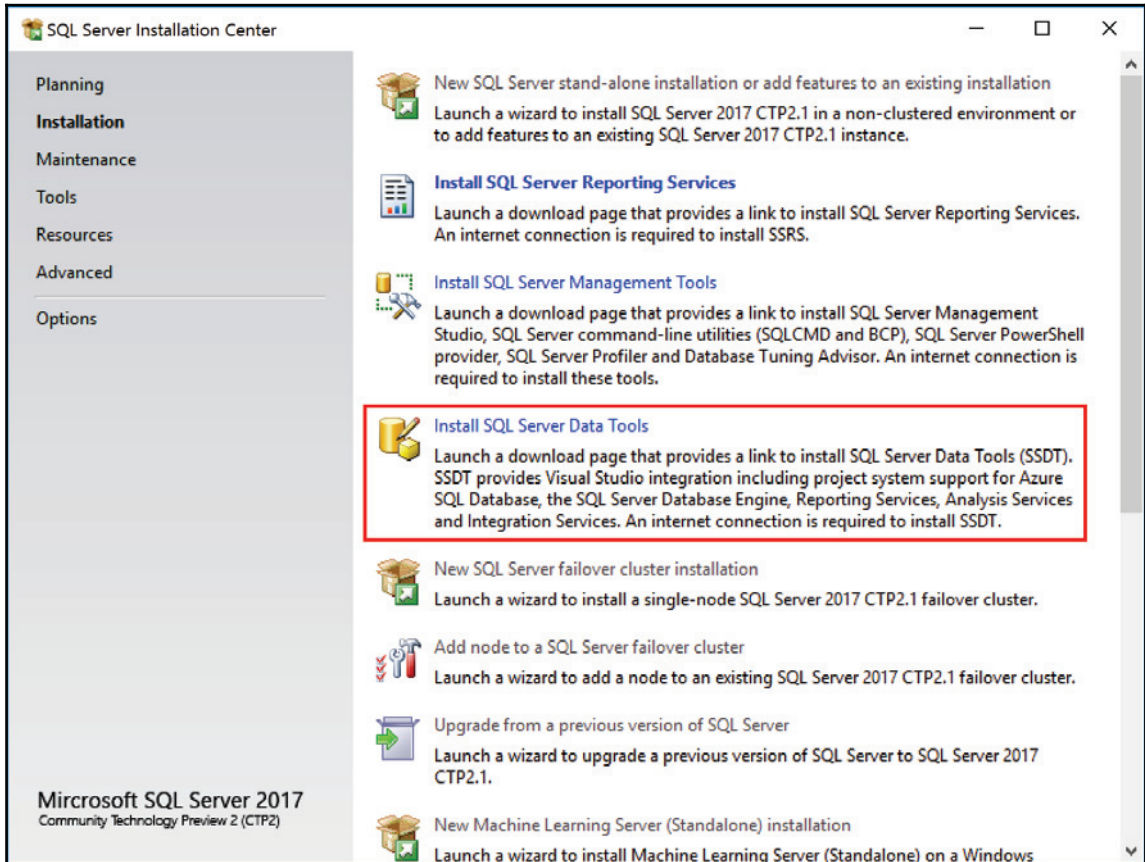 SQL Server Installation Center
Planning
Installation
Maintenance
Tools
Resources
Advanced
Options
New SQL Server stand-alone installation or add features to an existing installation
Launch a wizard to install SQL Server 2017 CTP2.1 in a non-clustered environment or
to add features to an existing SQL Server 2017 CTP2.1 instance.
Install SQL Server Reporting Services
Launch a download page that provides a link to install SQL Server Reporting Services.
An internet connection is required to install SSRS.
Install SQL Server Management Tools
Launch a download page that provides a link to install SQL Server Management
Studio, SQL Server command-line utilities (SQLCMD and BCP), SQL Server PowerShell
provider, SQL Server Profiler and Database Tuning Advisor. An internet connection is
required to install these tools.
Install SQL Server Data Tools
Launch a download page that provides a link to install SQL Server Data Tools (SSDT).
SSDT provides Visual Studio integration including project system support for Azure
SQL Database, the SQL Server Database Engine, Reporting Services, Analysis Services
and Integration Services. An internet connection is required to install SSDT.
New SQL Server failover cluster installation
Launch a wizard to install a single-node SQL Server 2017 CTP2.1 failover cluster.
Add node to a SQL Server failover cluster
Launch a wizard to add a node to an existing SQL Server 2017 CTP2.1 failover cluster.
Upgrade from a previous version of SQL Server
Launch a wizard to upgrade a previous version of SQL Server to SQL Server 2017
CTP2.1.
New Machine Learning Server (Standalone) installation
Launch a wizard to install Machine Learning Server (Standalone) on a Windows
Mircrosoft SQL Server 2017
Community Technology Preview 2 (CTP2)